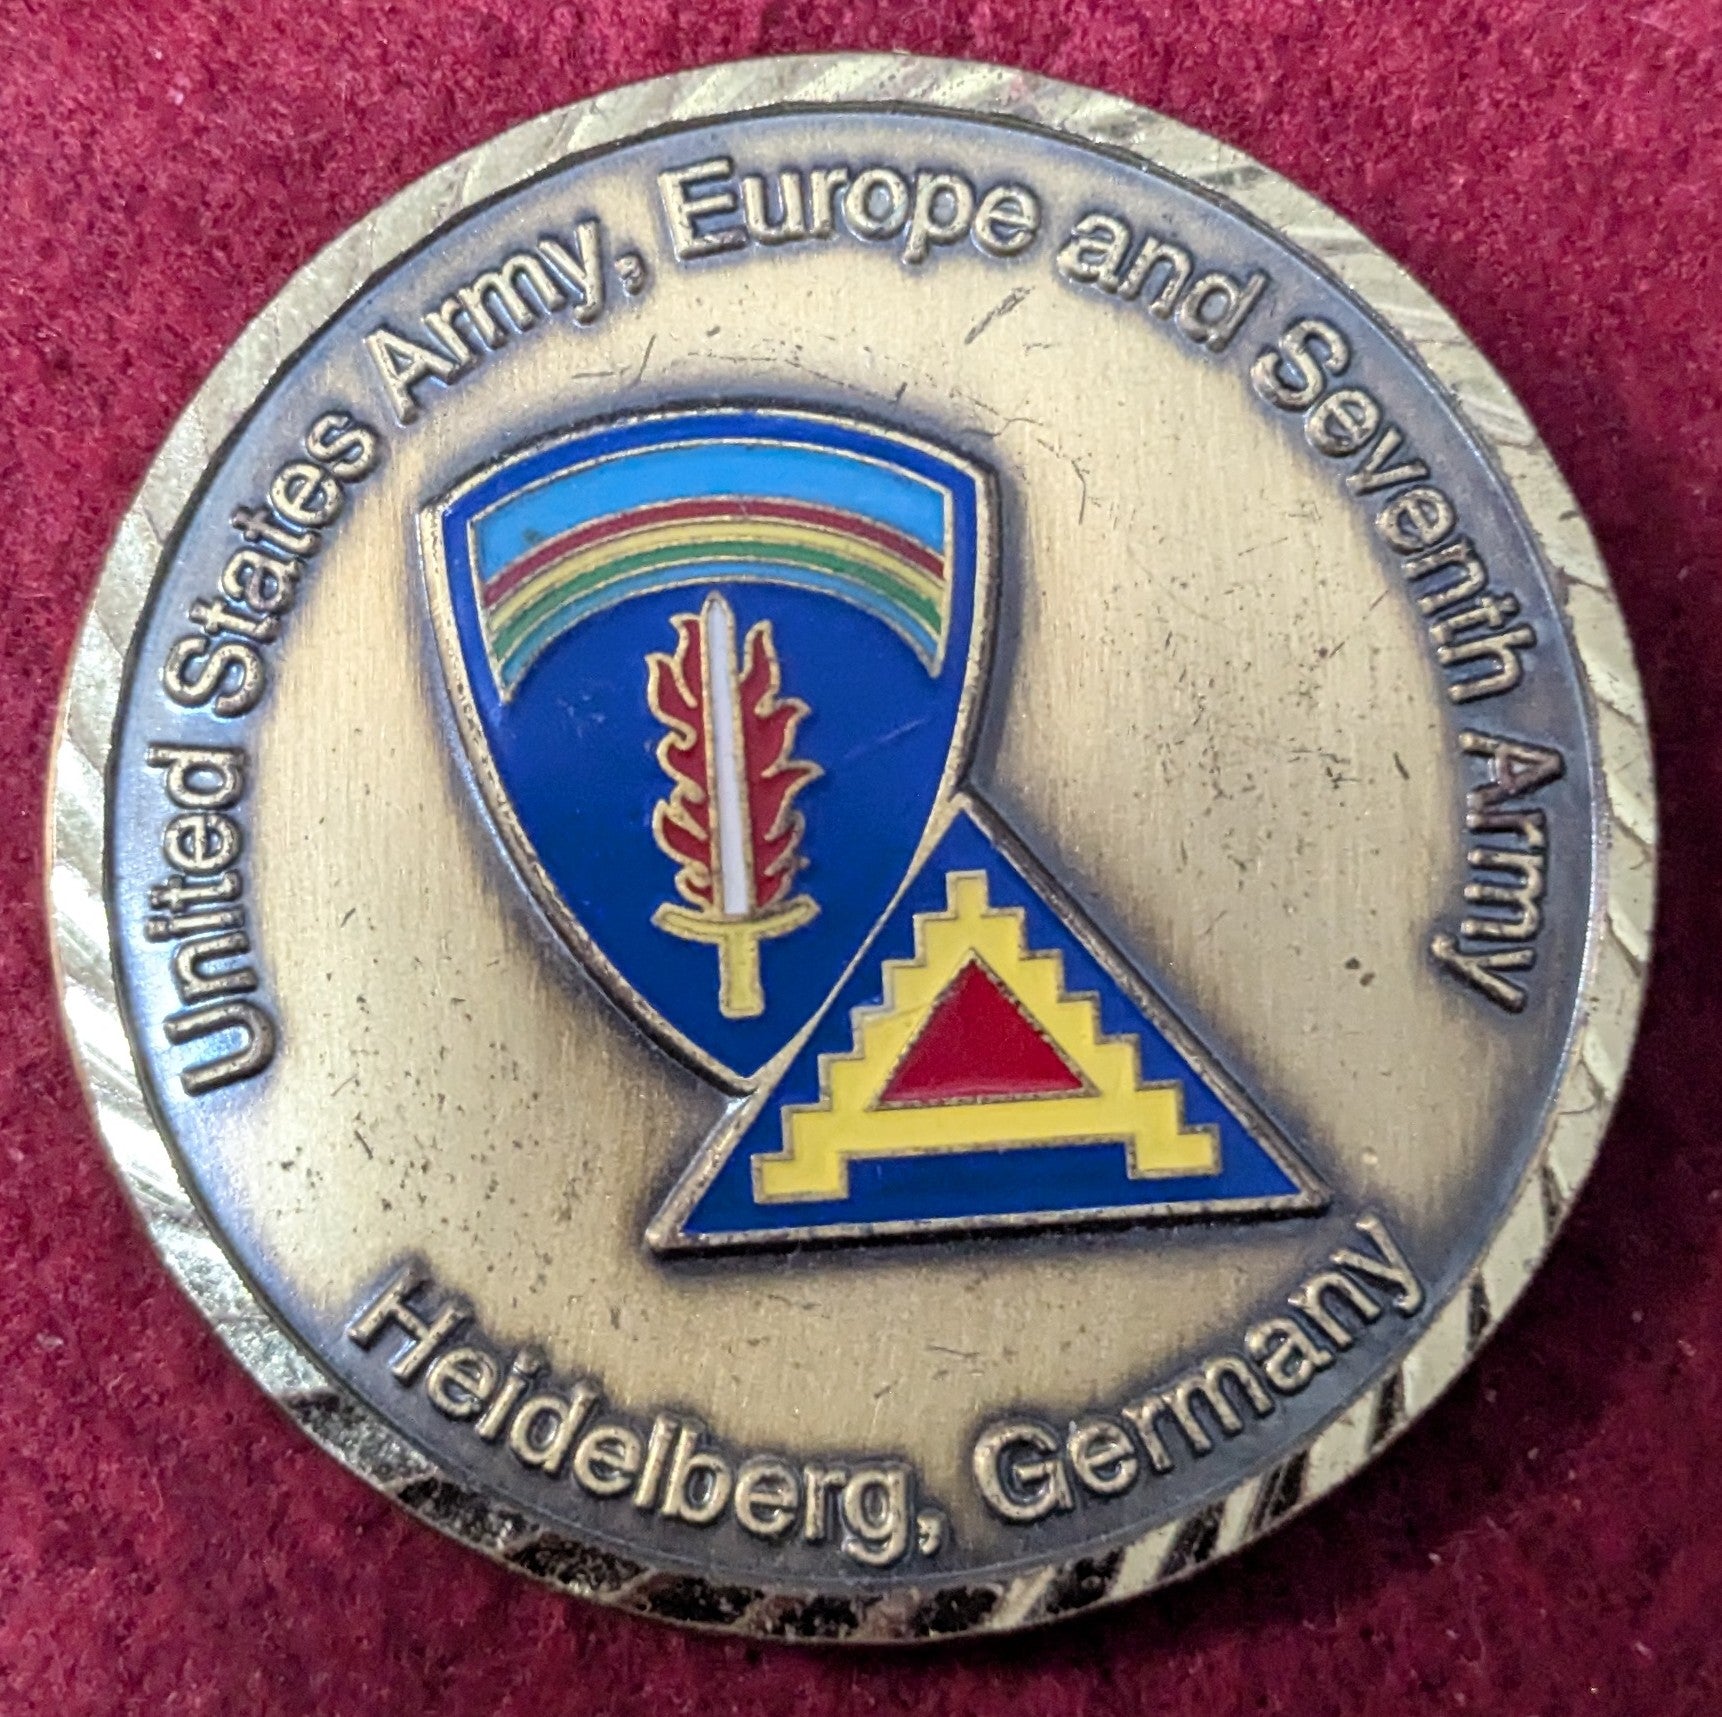 United States Army, Europe and Seventh Army
Heidelberg, Germany